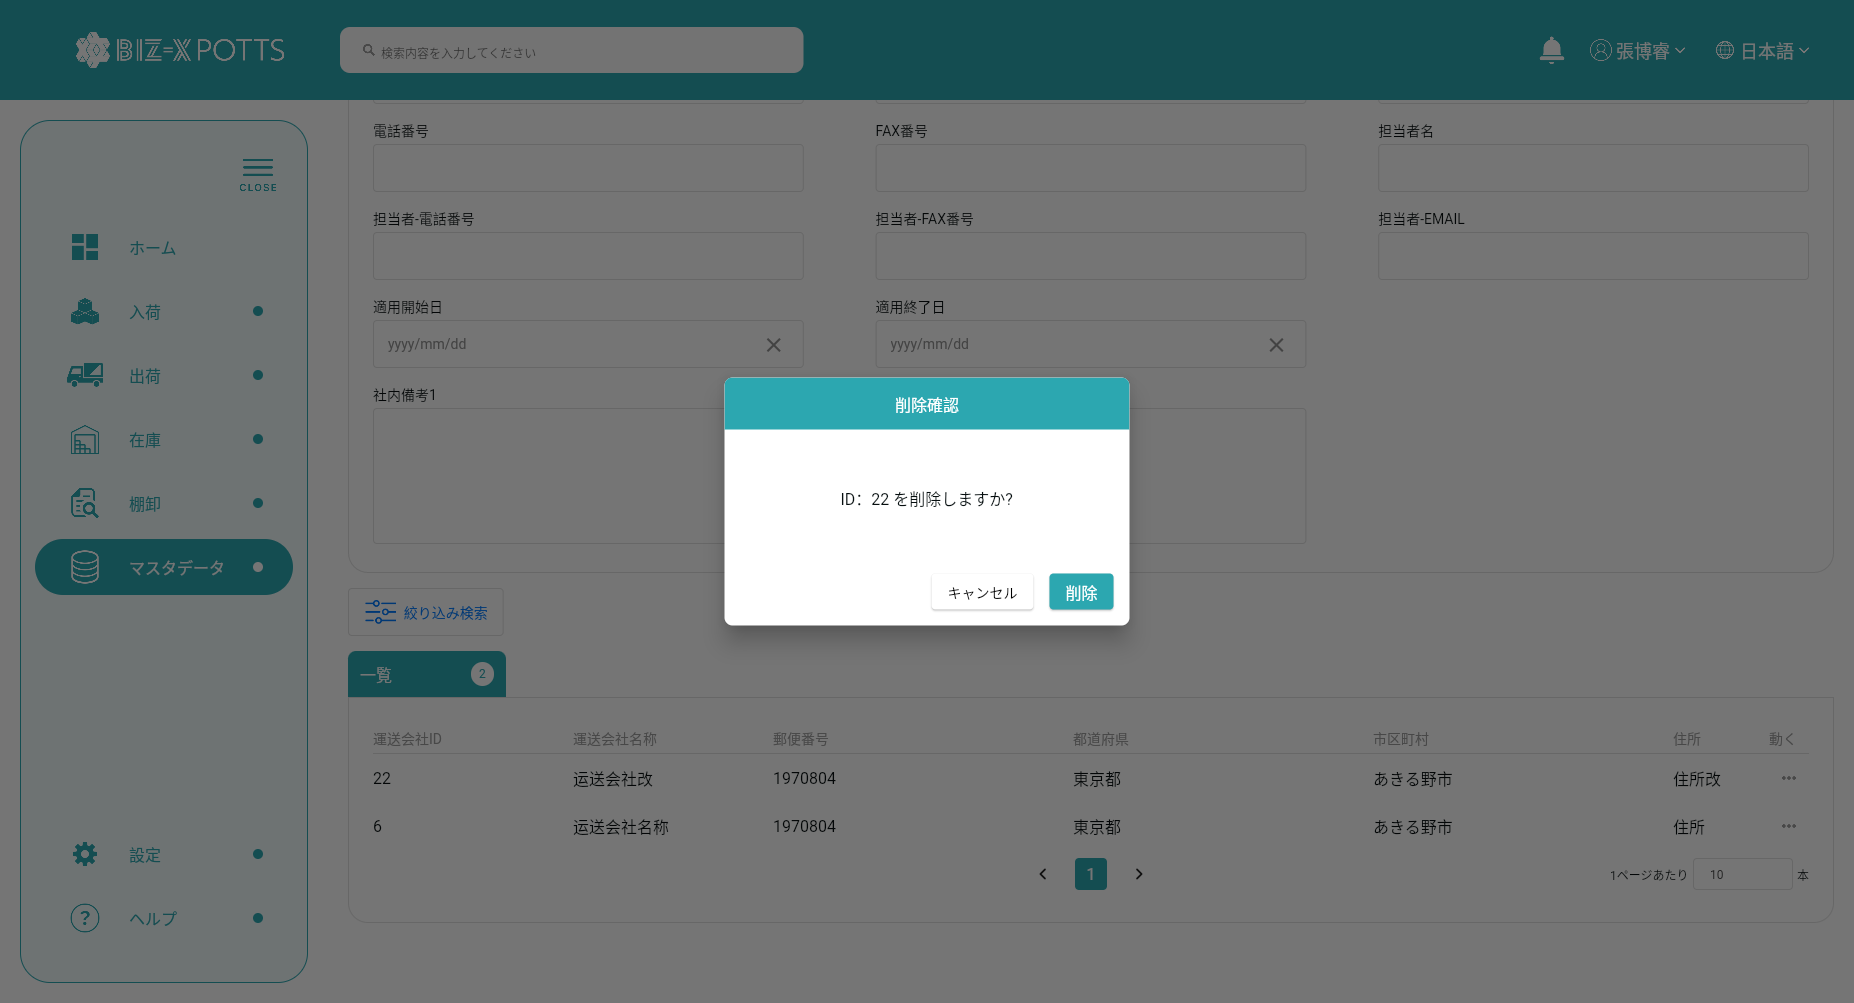 BIZ-X POTTS
検索内容を入力してください
張博睿
日本語
CLOSE
ホーム
入荷
出荷
在庫
棚卸
マスタデータ
設定
ヘルプ
電話番号
FAX番号
担当者名
担当者-電話番号
担当者-FAX番号
担当者-EMAIL
適用開始日
適用終了日
yyyy/mm/dd
yyyy/mm/dd
社内備考1
削除確認
ID：22 を削除しますか?
キャンセル
削除
絞り込み検索
一覧 2
運送会社ID 運送会社名称 郵便番号 都道府県 市区町村 住所 動く
22 运送会社改 1970804 東京都 あきる野市 住所改
6 运送会社名称 1970804 東京都 あきる野市 住所
1
1ページあたり 10 本